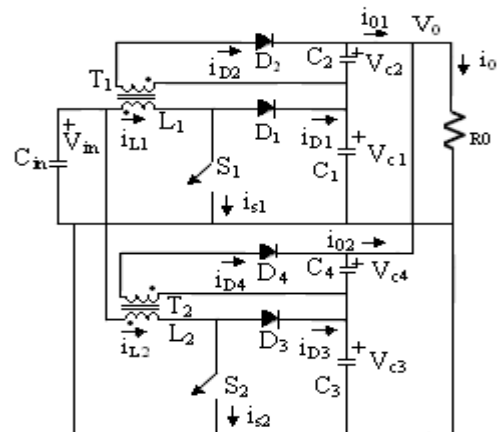 i01 Vo
iD2 D2 C2 + Vc2 io
T1
+ Vin iL1 L1 D1 iD1 + Vc1 R0
Cin S1 C1
is1
i02
iD4 D4 C4 + Vc4
T2
iL2 L2 D3 iD3 + Vc3
S2 C3
is2